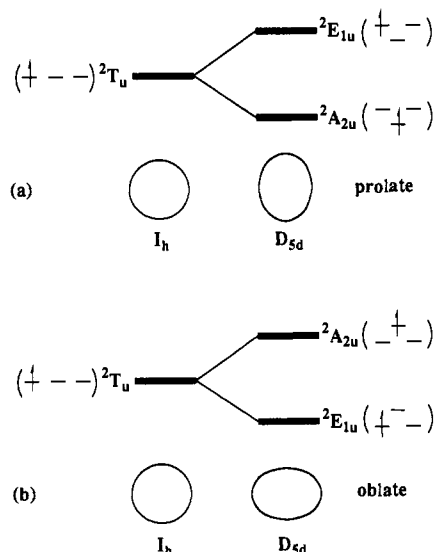 ²E₁ᵤ
²Tᵤ
²A₂ᵤ
(a)
prolate
Iₕ
D₅d
²A₂ᵤ
²Tᵤ
²E₁ᵤ
(b)
oblate
Iₕ
D₅d